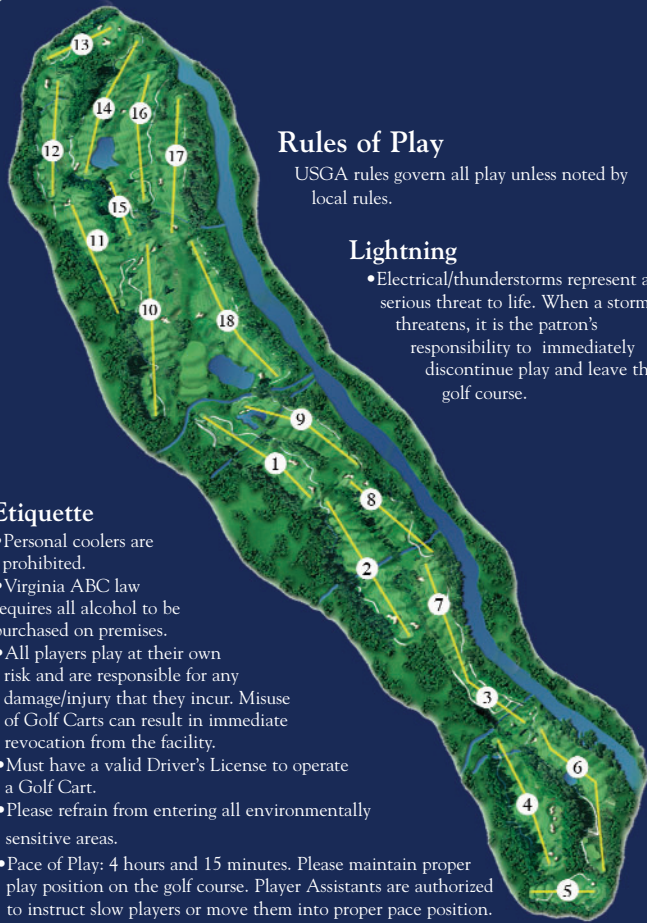 13
14
16
12
17
15
11
10
18
9
1
8
2
7
3
6
4
5
Rules of Play
USGA rules govern all play unless noted by
local rules.
Lightning
•Electrical/thunderstorms represent a
serious threat to life. When a storm
threatens, it is the patron's
responsibility to immediately
discontinue play and leave th
golf course.
Etiquette
•Personal coolers are
prohibited.
•Virginia ABC law
equires all alcohol to be
purchased on premises.
•All players play at their own
risk and are responsible for any
damage/injury that they incur. Misuse
of Golf Carts can result in immediate
revocation from the facility.
•Must have a valid Driver's License to operate
a Golf Cart.
•Please refrain from entering all environmentally
sensitive areas.
•Pace of Play: 4 hours and 15 minutes. Please maintain proper
play position on the golf course. Player Assistants are authorized
to instruct slow players or move them into proper pace position.